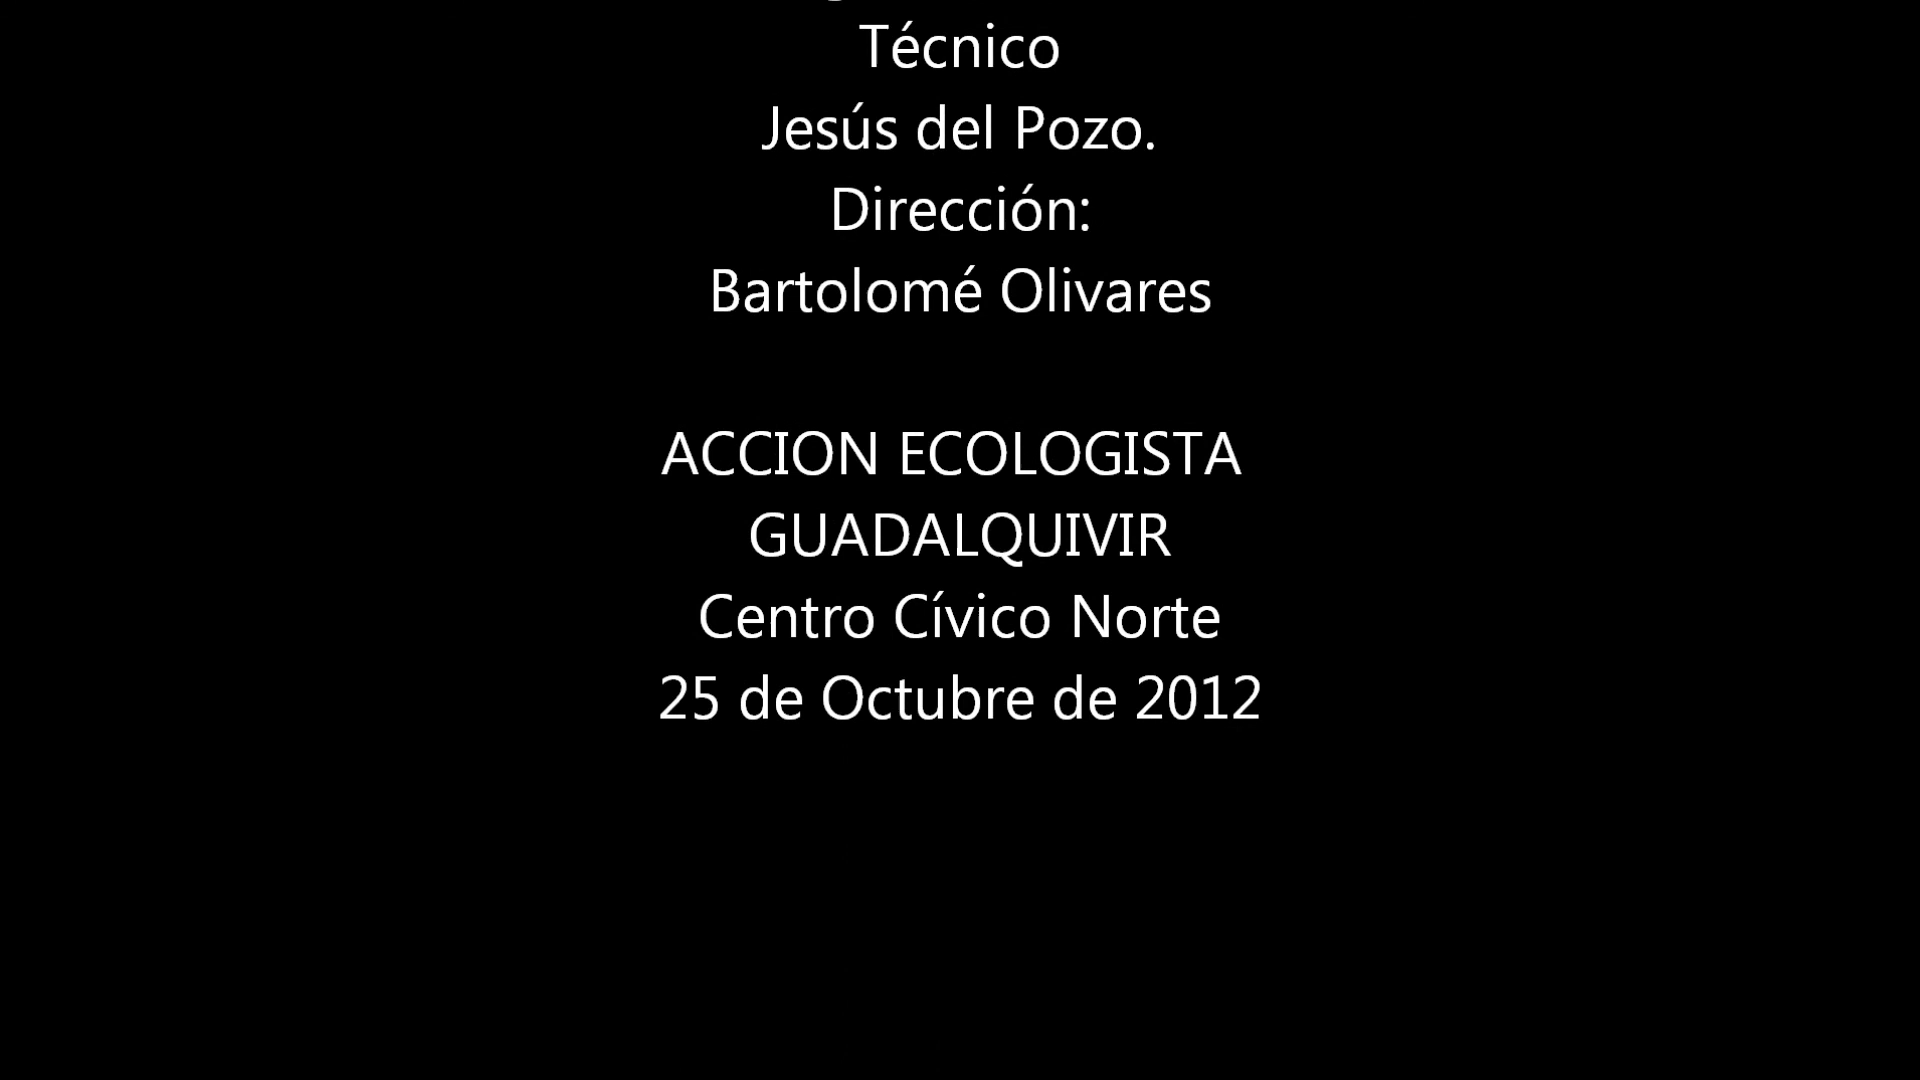 Técnico
Jesús del Pozo.
Dirección:
Bartolomé Olivares
ACCION ECOLOGISTA
GUADALQUIVIR
Centro Cívico Norte
25 de Octubre de 2012